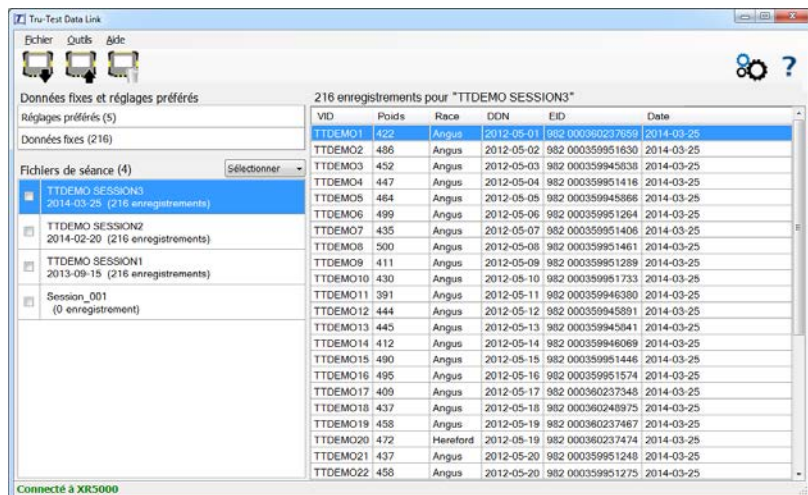 Tru-Test Data Link
Fichier Outils Aide
Données fixes et réglages préférés
Réglages préférés (5)
Données fixes (216)
Fichiers de séance (4) Sélectionner
TTDEMO SESSION3
2014-03-25 (216 enregistrements)
TTDEMO SESSION2
2014-02-20 (216 enregistrements)
TTDEMO SESSION1
2013-09-15 (216 enregistrements)
Session_001
(0 enregistrement)
216 enregistrements pour "TTDEMO SESSION3"
VID Poids Race DDN EID Date
TTDEMO1 422 Angus 2012-05-01 982 000360237659 2014-03-25
TTDEMO2 486 Angus 2012-05-02 982 000359951630 2014-03-25
TTDEMO3 452 Angus 2012-05-03 982 000359945838 2014-03-25
TTDEMO4 447 Angus 2012-05-04 982 000359951416 2014-03-25
TTDEMO5 464 Angus 2012-05-05 982 000359945866 2014-03-25
TTDEMO6 499 Angus 2012-05-06 982 000359951264 2014-03-25
TTDEMO7 435 Angus 2012-05-07 982 000359951406 2014-03-25
TTDEMO8 500 Angus 2012-05-08 982 000359951461 2014-03-25
TTDEMO9 411 Angus 2012-05-09 982 000359951289 2014-03-25
TTDEMO10 430 Angus 2012-05-10 982 000359951733 2014-03-25
TTDEMO11 391 Angus 2012-05-11 982 000359946380 2014-03-25
TTDEMO12 444 Angus 2012-05-12 982 000359945891 2014-03-25
TTDEMO13 445 Angus 2012-05-13 982 000359945841 2014-03-25
TTDEMO14 412 Angus 2012-05-14 982 000359946069 2014-03-25
TTDEMO15 490 Angus 2012-05-15 982 000359951446 2014-03-25
TTDEMO16 495 Angus 2012-05-16 982 000359951574 2014-03-25
TTDEMO17 409 Angus 2012-05-17 982 000360237348 2014-03-25
TTDEMO18 437 Angus 2012-05-18 982 000360248975 2014-03-25
TTDEMO19 458 Angus 2012-05-19 982 000360237467 2014-03-25
TTDEMO20 472 Hereford 2012-05-19 982 000360237474 2014-03-25
TTDEMO21 437 Angus 2012-05-20 982 000359951248 2014-03-25
TTDEMO22 458 Angus 2012-05-20 982 000359951275 2014-03-25
Connecté à XR5000